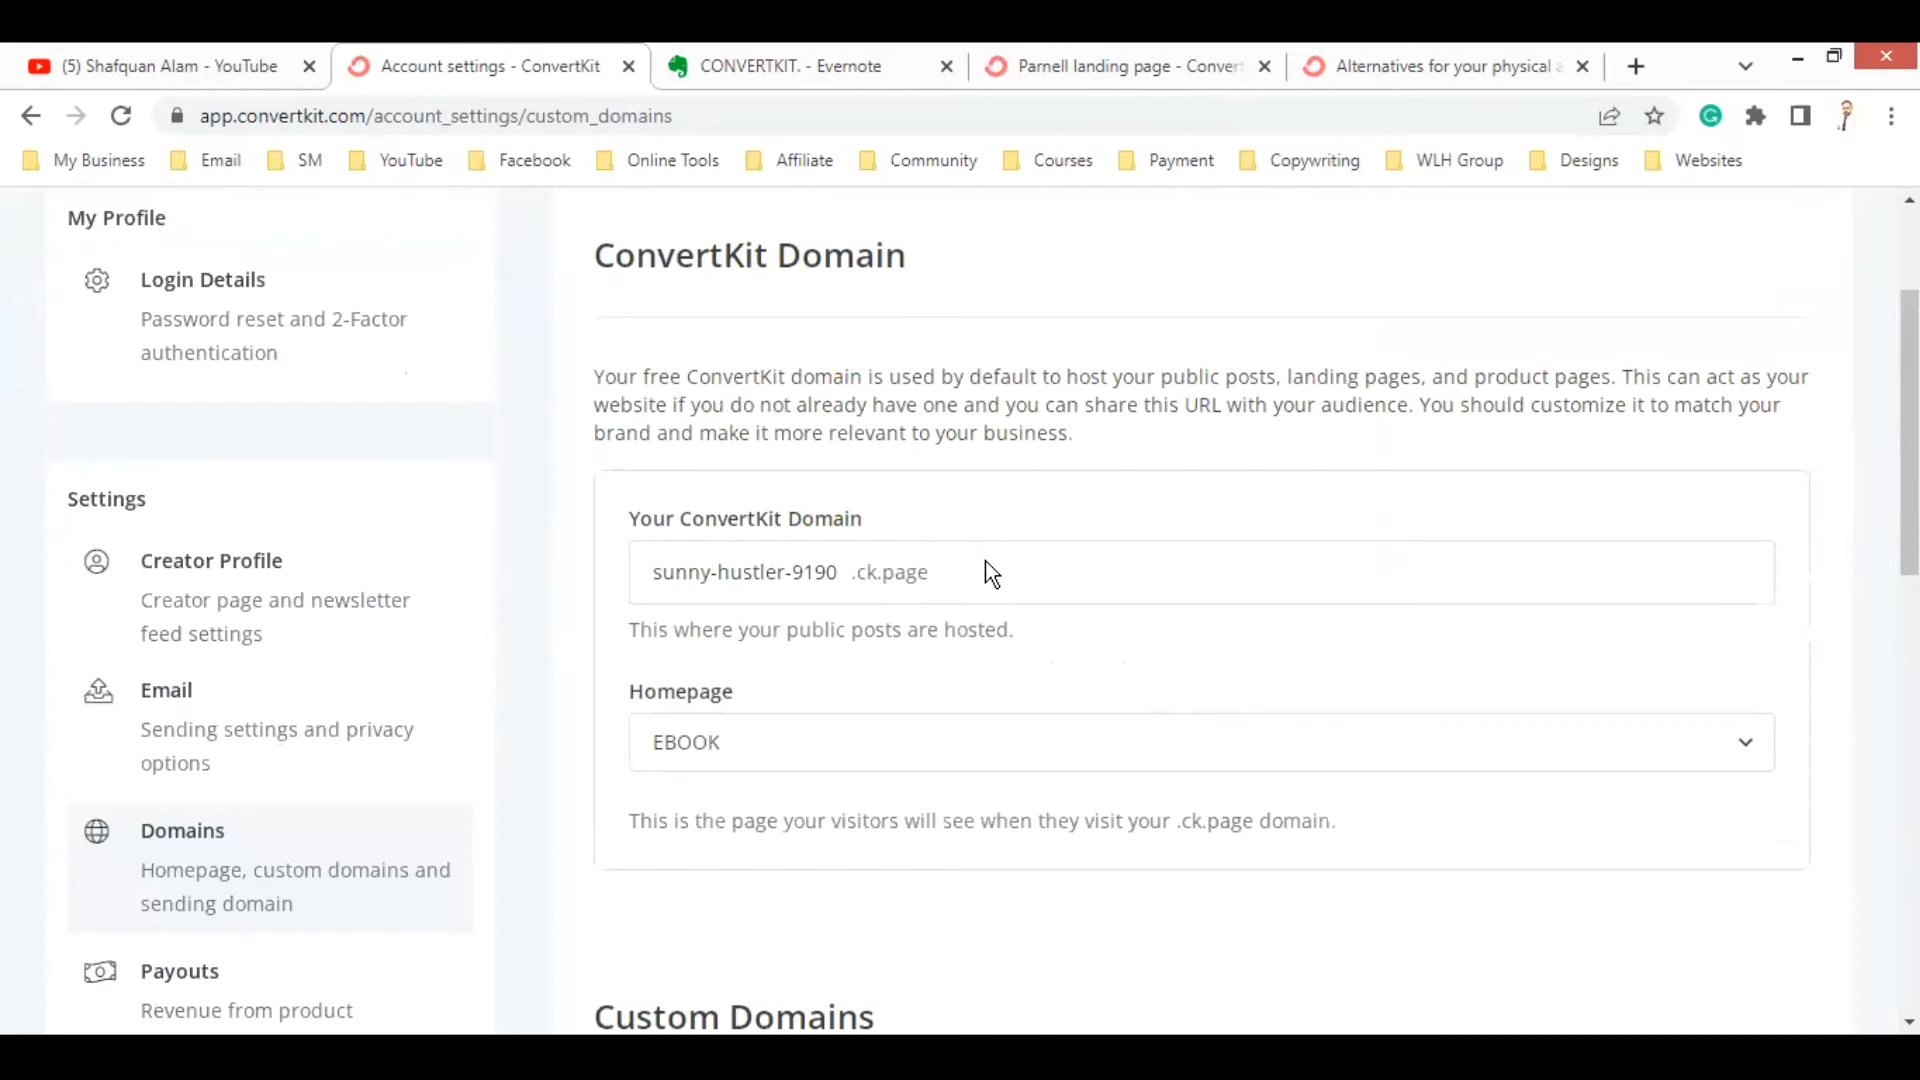 (5) Shafquan Alam - YouTube
Account settings - ConvertKit
CONVERTKIT. - Evernote
Parnell landing page - Convert
Alternatives for your physical a
app.convertkit.com/account_settings/custom_domains
My Business
Email
SM
YouTube
Facebook
Online Tools
Affiliate
Community
Courses
Payment
Copywriting
WLH Group
Designs
Websites
My Profile
Login Details
Password reset and 2-Factor
authentication
Settings
Creator Profile
Creator page and newsletter
feed settings
Email
Sending settings and privacy
options
Domains
Homepage, custom domains and
sending domain
Payouts
Revenue from product
ConvertKit Domain
Your free ConvertKit domain is used by default to host your public posts, landing pages, and product pages. This can act as your
website if you do not already have one and you can share this URL with your audience. You should customize it to match your
brand and make it more relevant to your business.
Your ConvertKit Domain
sunny-hustler-9190 .ck.page
This where your public posts are hosted.
Homepage
EBOOK
This is the page your visitors will see when they visit your .ck.page domain.
Custom Domains